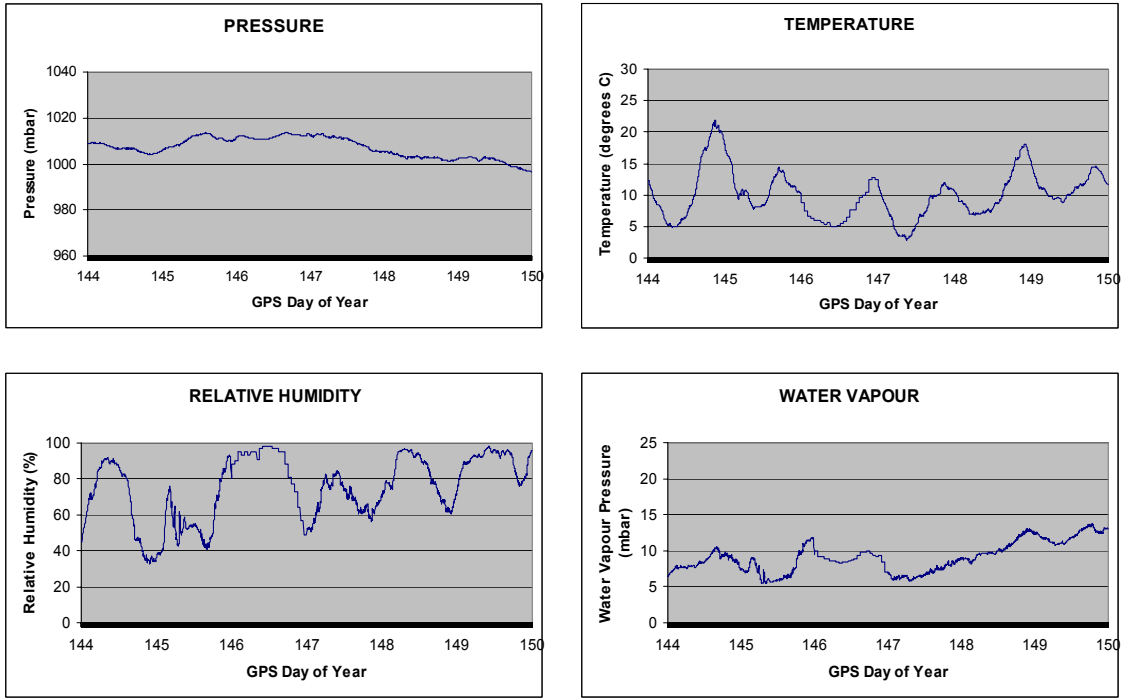 PRESSURE
1040
1020
1000
980
960
Pressure (mbar)
144 145 146 147 148 149 150
GPS Day of Year
TEMPERATURE
30
25
20
15
10
5
0
Temperature (degrees C)
144 145 146 147 148 149 150
GPS Day of Year
RELATIVE HUMIDITY
100
80
60
40
20
0
Relative Humidity (%)
144 145 146 147 148 149 150
GPS Day of Year
WATER VAPOUR
25
20
15
10
5
0
Water Vapour Pressure
(mbar)
144 145 146 147 148 149 150
GPS Day of Year